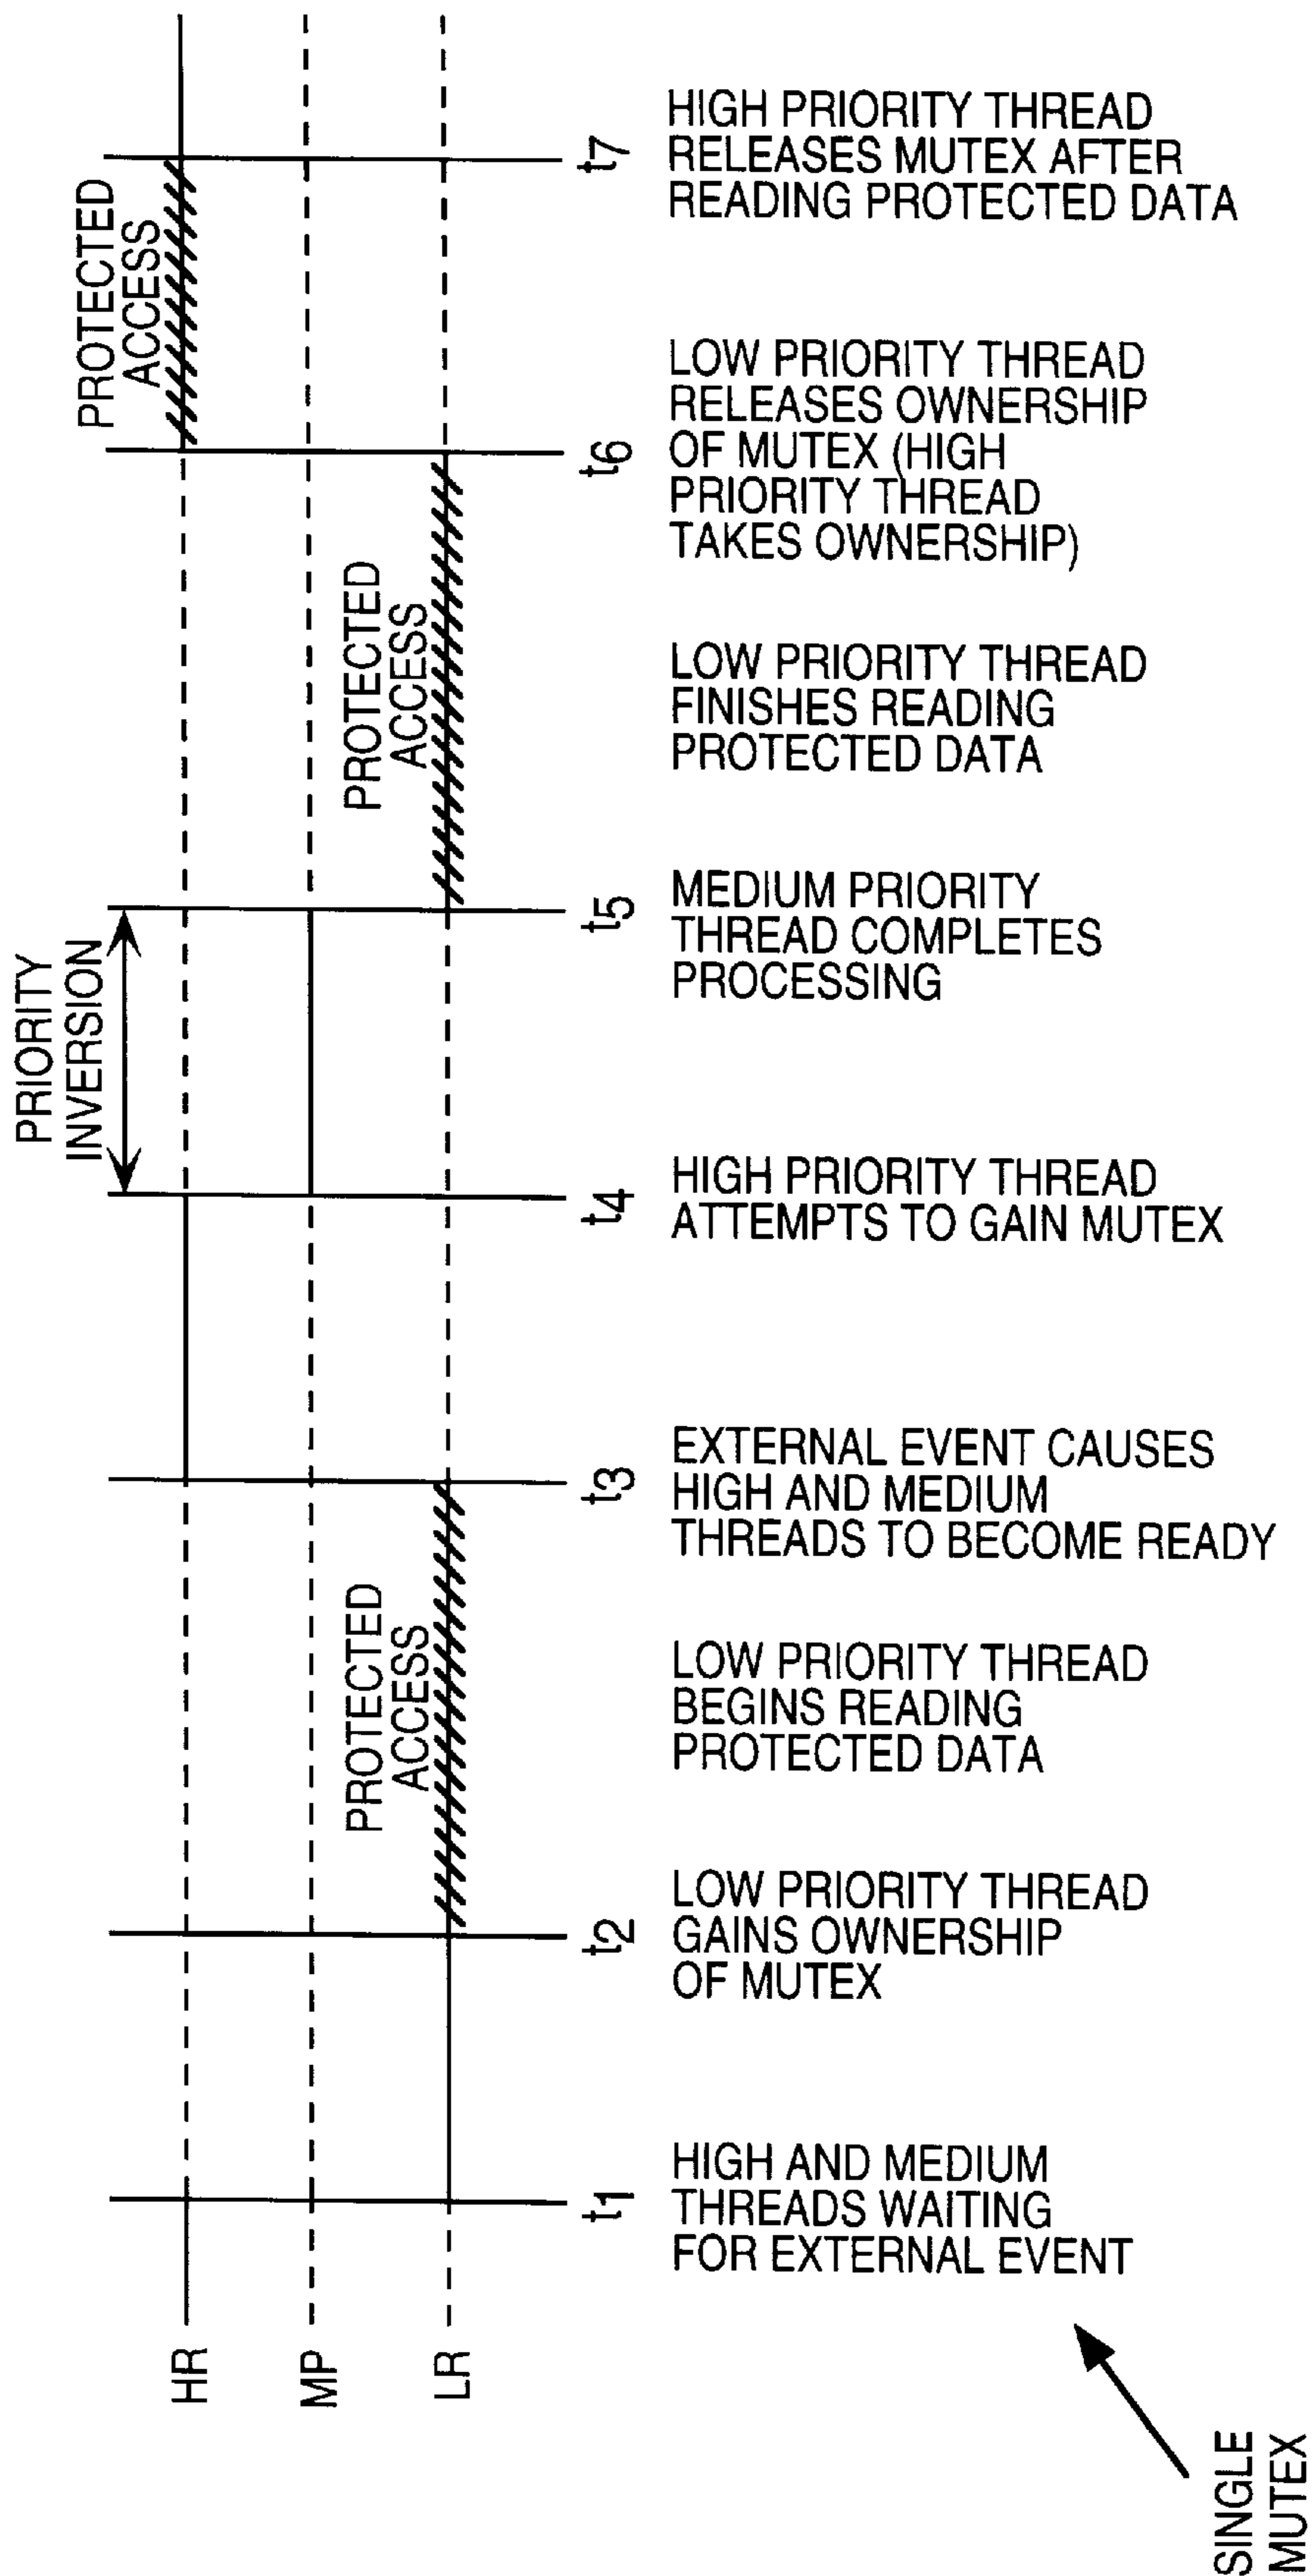 PRIORITY
INVERSION
PROTECTED
ACCESS
PROTECTED
ACCESS
PROTECTED
ACCESS
HR
MP
LR
t1
t2
t3
t4
t5
t6
t7
HIGH AND MEDIUM
THREADS WAITING
FOR EXTERNAL EVENT
LOW PRIORITY THREAD
GAINS OWNERSHIP
OF MUTEX
LOW PRIORITY THREAD
BEGINS READING
PROTECTED DATA
EXTERNAL EVENT CAUSES
HIGH AND MEDIUM
THREADS TO BECOME READY
HIGH PRIORITY THREAD
ATTEMPTS TO GAIN MUTEX
MEDIUM PRIORITY
THREAD COMPLETES
PROCESSING
LOW PRIORITY THREAD
FINISHES READING
PROTECTED DATA
LOW PRIORITY THREAD
RELEASES OWNERSHIP
OF MUTEX (HIGH
PRIORITY THREAD
TAKES OWNERSHIP)
HIGH PRIORITY THREAD
RELEASES MUTEX AFTER
READING PROTECTED DATA
SINGLE
MUTEX